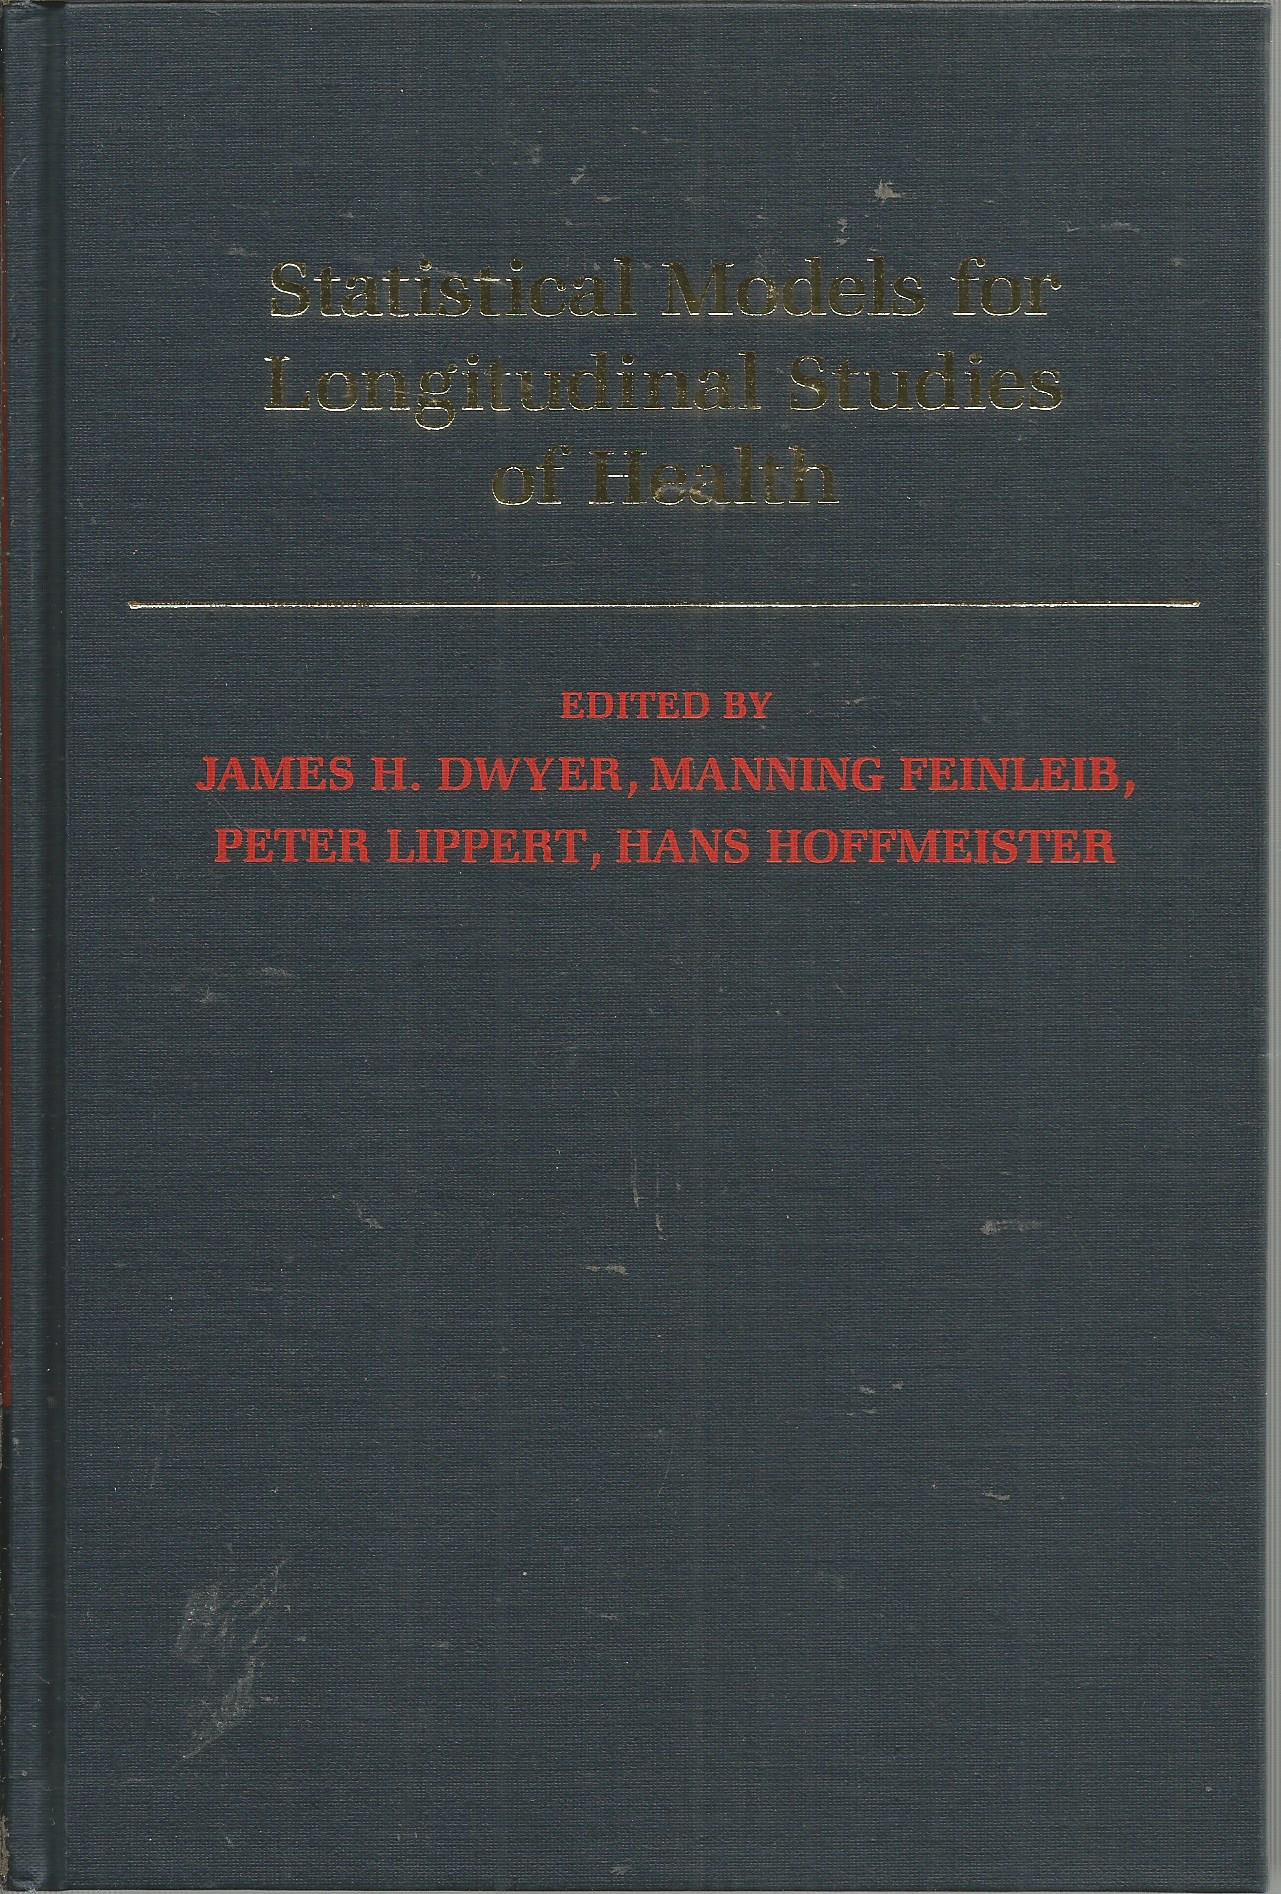 Statistical Models for
Longitudinal Studies
of Health
EDITED BY
JAMES H. DWYER, MANNING FEINLEIB,
PETER LIPPERT, HANS HOFFMEISTER